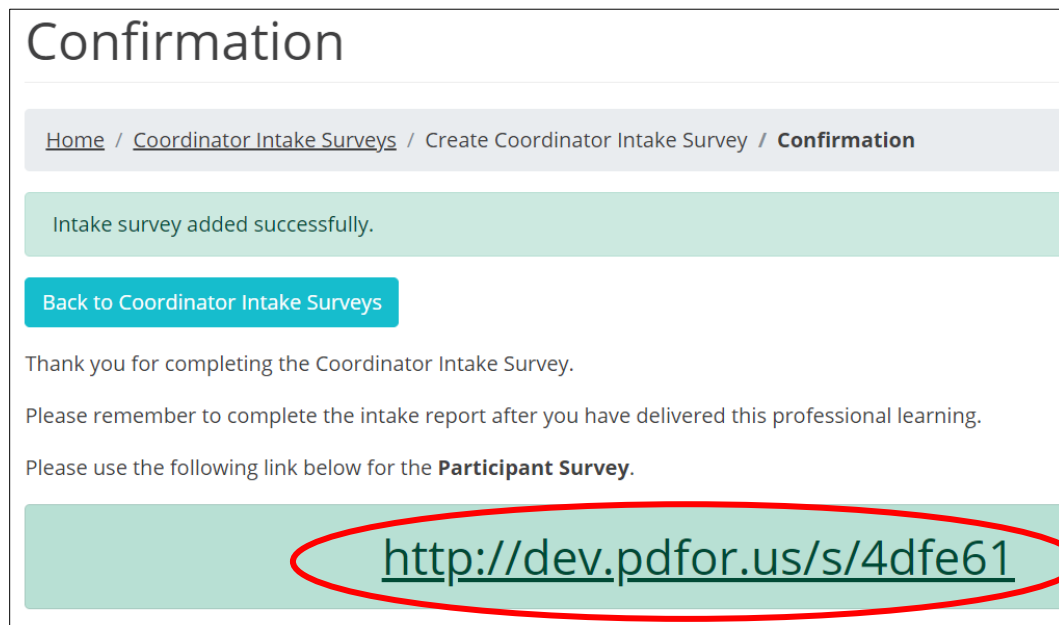 Confirmation
Home / Coordinator Intake Surveys / Create Coordinator Intake Survey / Confirmation
Intake survey added successfully.
Back to Coordinator Intake Surveys
Thank you for completing the Coordinator Intake Survey.
Please remember to complete the intake report after you have delivered this professional learning.
Please use the following link below for the Participant Survey.
http://dev.pdfor.us/s/4dfe61